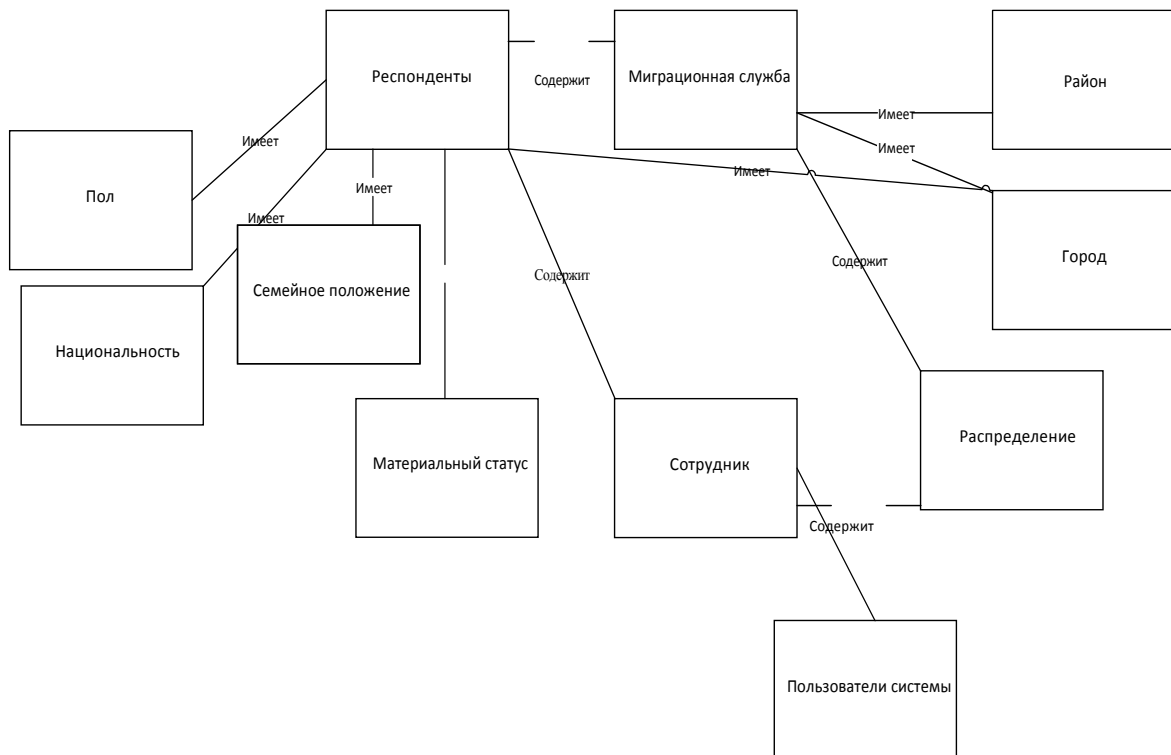 Респонденты
Содержит
Миграционная служба
Район
Имеет
Имеет
Имеет
Имеет
Пол
Имеет
Имеет
Город
Семейное положение
Содержит
Содержит
Национальность
Материальный статус
Сотрудник
Распределение
Содержит
Пользователи системы